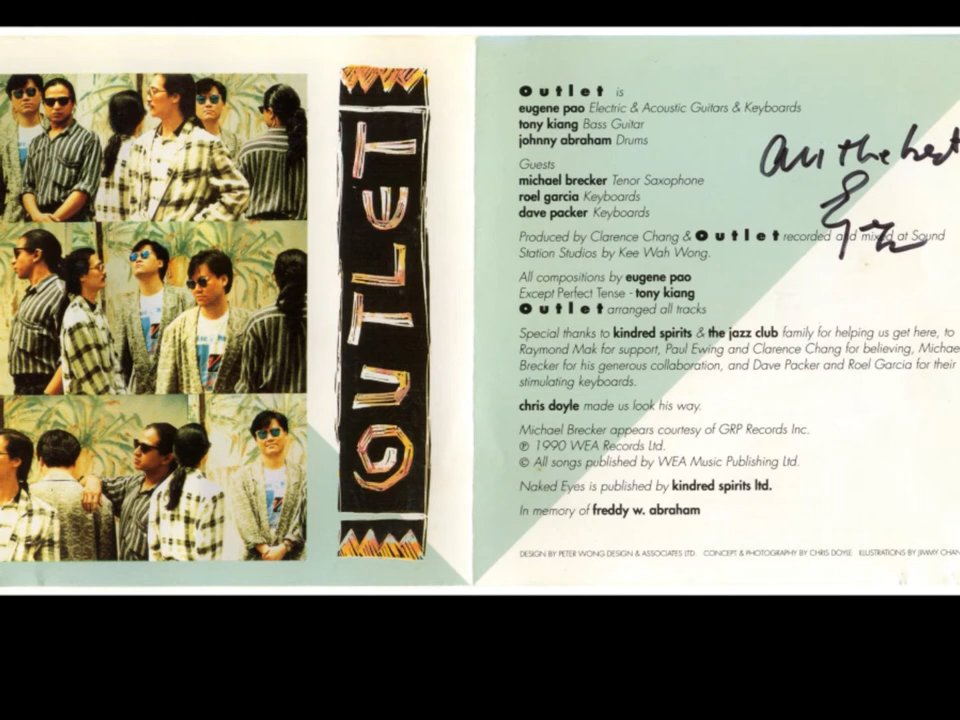 OUTLET
Outlet is
eugene pao Electric & Acoustic Guitars & Keyboards
tony kiang Bass Guitar
johnny abraham Drums
Guests
michael brecker Tenor Saxophone
roel garcia Keyboards
dave packer Keyboards
Produced by Clarence Chang & Outlet recorded and mixed at Sound
Station Studios by Kee Wah Wong.
All compositions by eugene pao
Except Perfect Tense - tony kiang
Outlet arranged all tracks
Special thanks to kindred spirits & the jazz club family for helping us get here, to
Raymond Mak for support, Paul Ewing and Clarence Chang for believing, Michae
Brecker for his generous collaboration, and Dave Packer and Roel Garcia for their
stimulating keyboards.
chris doyle made us look his way.
Michael Brecker appears courtesy of GRP Records Inc.
℗ 1990 WEA Records Ltd.
© All songs published by WEA Music Publishing Ltd.
Naked Eyes is published by kindred spirits ltd.
In memory of freddy w. abraham
DESIGN BY PETER WONG DESIGN & ASSOCIATES LTD. CONCEPT & PHOTOGRAPHY BY CHRIS DOYLE ILLUSTRATIONS BY JIMMY CHAN
All the best